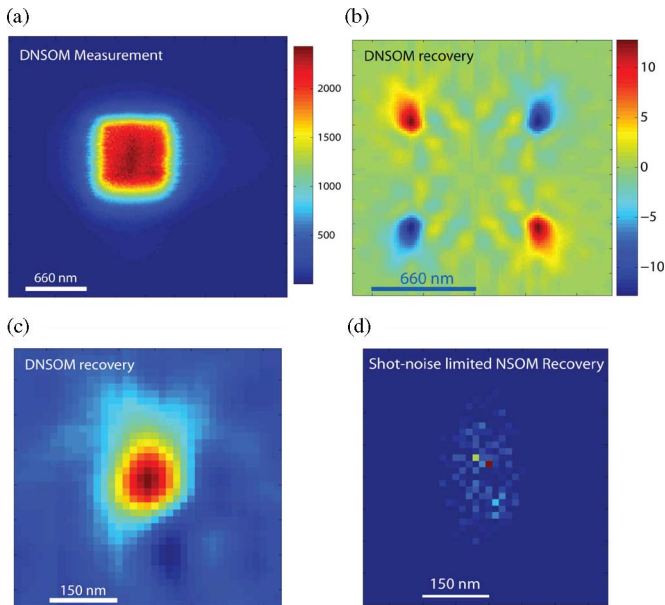 (a)
DNSOM Measurement
2000
1500
1000
500
660 nm
(b)
DNSOM recovery
10
5
0
−5
−10
660 nm
(c)
DNSOM recovery
150 nm
(d)
Shot-noise limited NSOM Recovery
150 nm